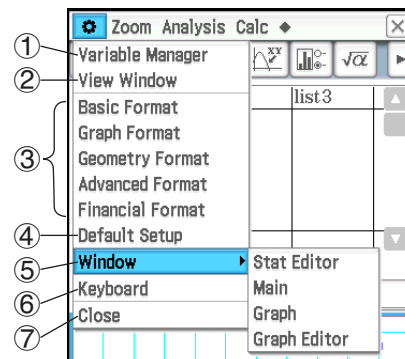 Zoom Analysis Calc ◆
① Variable Manager
② View Window
XY
√α
list3
③ Basic Format
Graph Format
Geometry Format
Advanced Format
Financial Format
④ Default Setup
⑤ Window
Stat Editor
Main
Graph
Graph Editor
⑥ Keyboard
⑦ Close